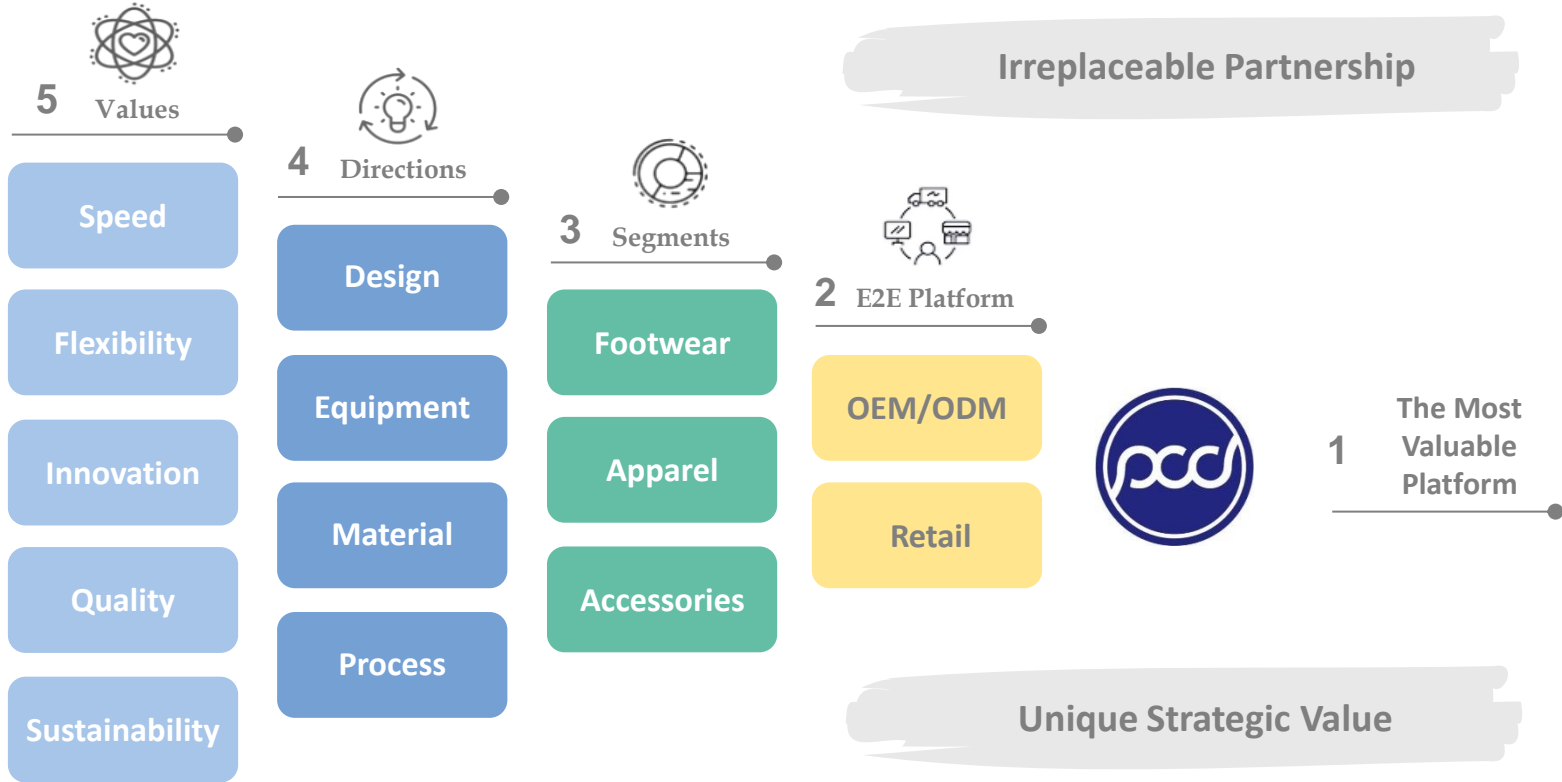 5 Values
Speed
Flexibility
Innovation
Quality
Sustainability
4 Directions
Design
Equipment
Material
Process
3 Segments
Footwear
Apparel
Accessories
2 E2E Platform
OEM/ODM
Retail
Irreplaceable Partnership
pcd
1 The Most
Valuable
Platform
Unique Strategic Value